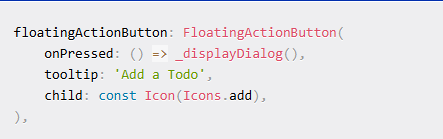 floatingActionButton: FloatingActionButton(
    onPressed: () => _displayDialog(),
    tooltip: 'Add a Todo',
    child: const Icon(Icons.add),
),